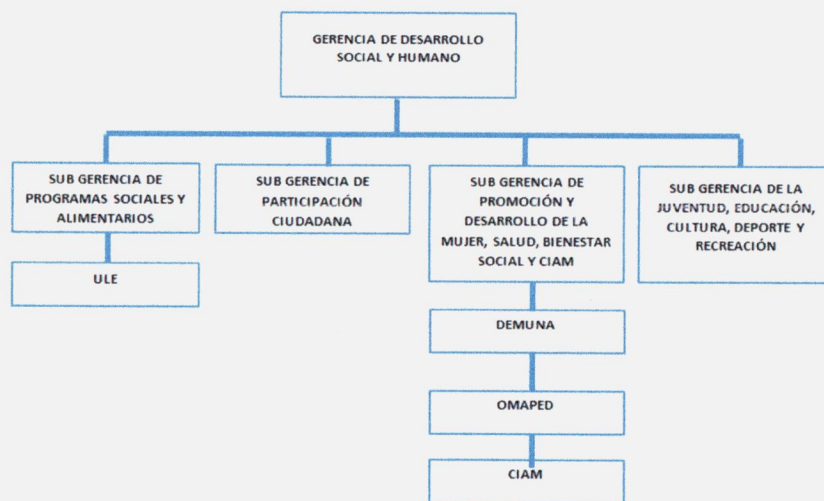 GERENCIA DE DESARROLLO
SOCIAL Y HUMANO
SUB GERENCIA DE
PROGRAMAS SOCIALES Y
ALIMENTARIOS
SUB GERENCIA DE
PARTICIPACIÓN
CIUDADANA
SUB GERENCIA DE
PROMOCIÓN Y
DESARROLLO DE LA
MUJER, SALUD, BIENESTAR
SOCIAL Y CIAM
SUB GERENCIA DE LA
JUVENTUD, EDUCACIÓN,
CULTURA, DEPORTE Y
RECREACIÓN
ULE
DEMUNA
OMAPED
CIAM